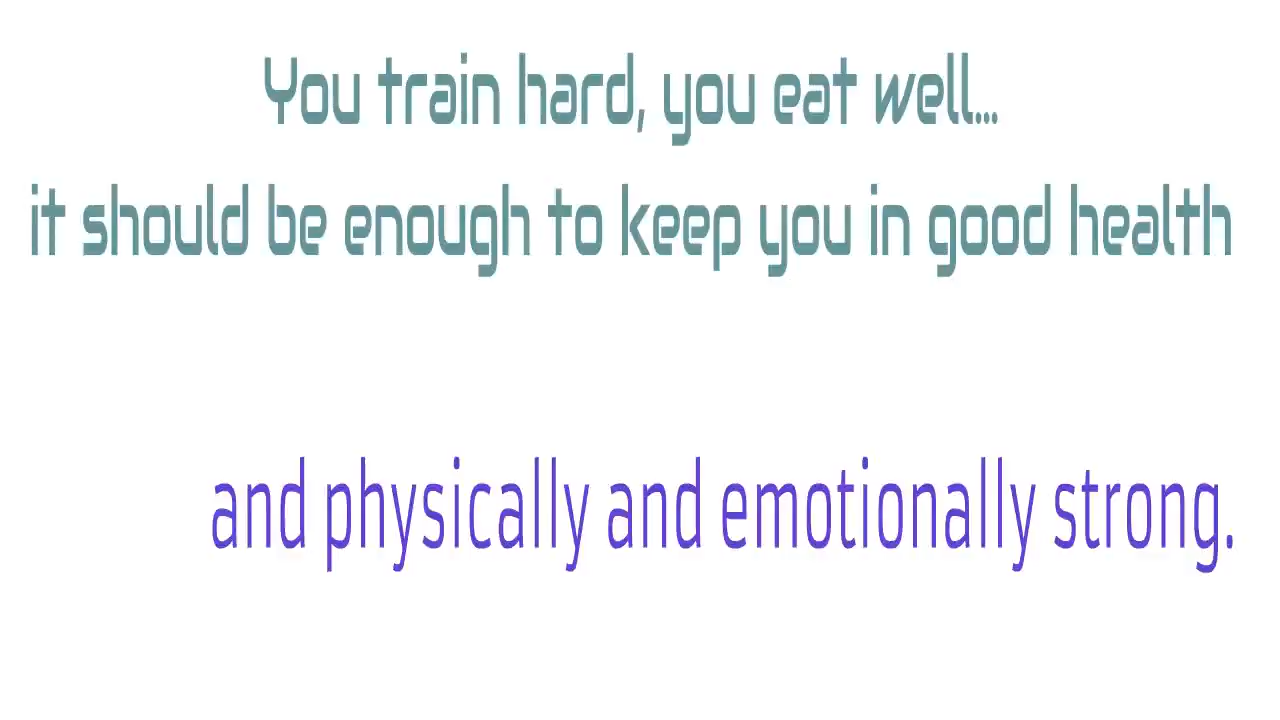 You train hard, you eat well...
it should be enough to keep you in good health
and physically and emotionally strong.